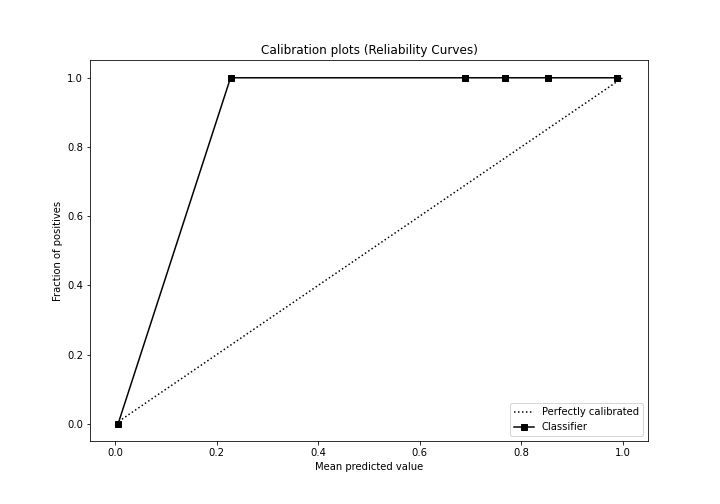 Calibration plots (Reliability Curves)
1.0
0.8
0.6
0.4
0.2
0.0
Fraction of positives
0.0 0.2 0.4 0.6 0.8 1.0
Mean predicted value
Perfectly calibrated
Classifier